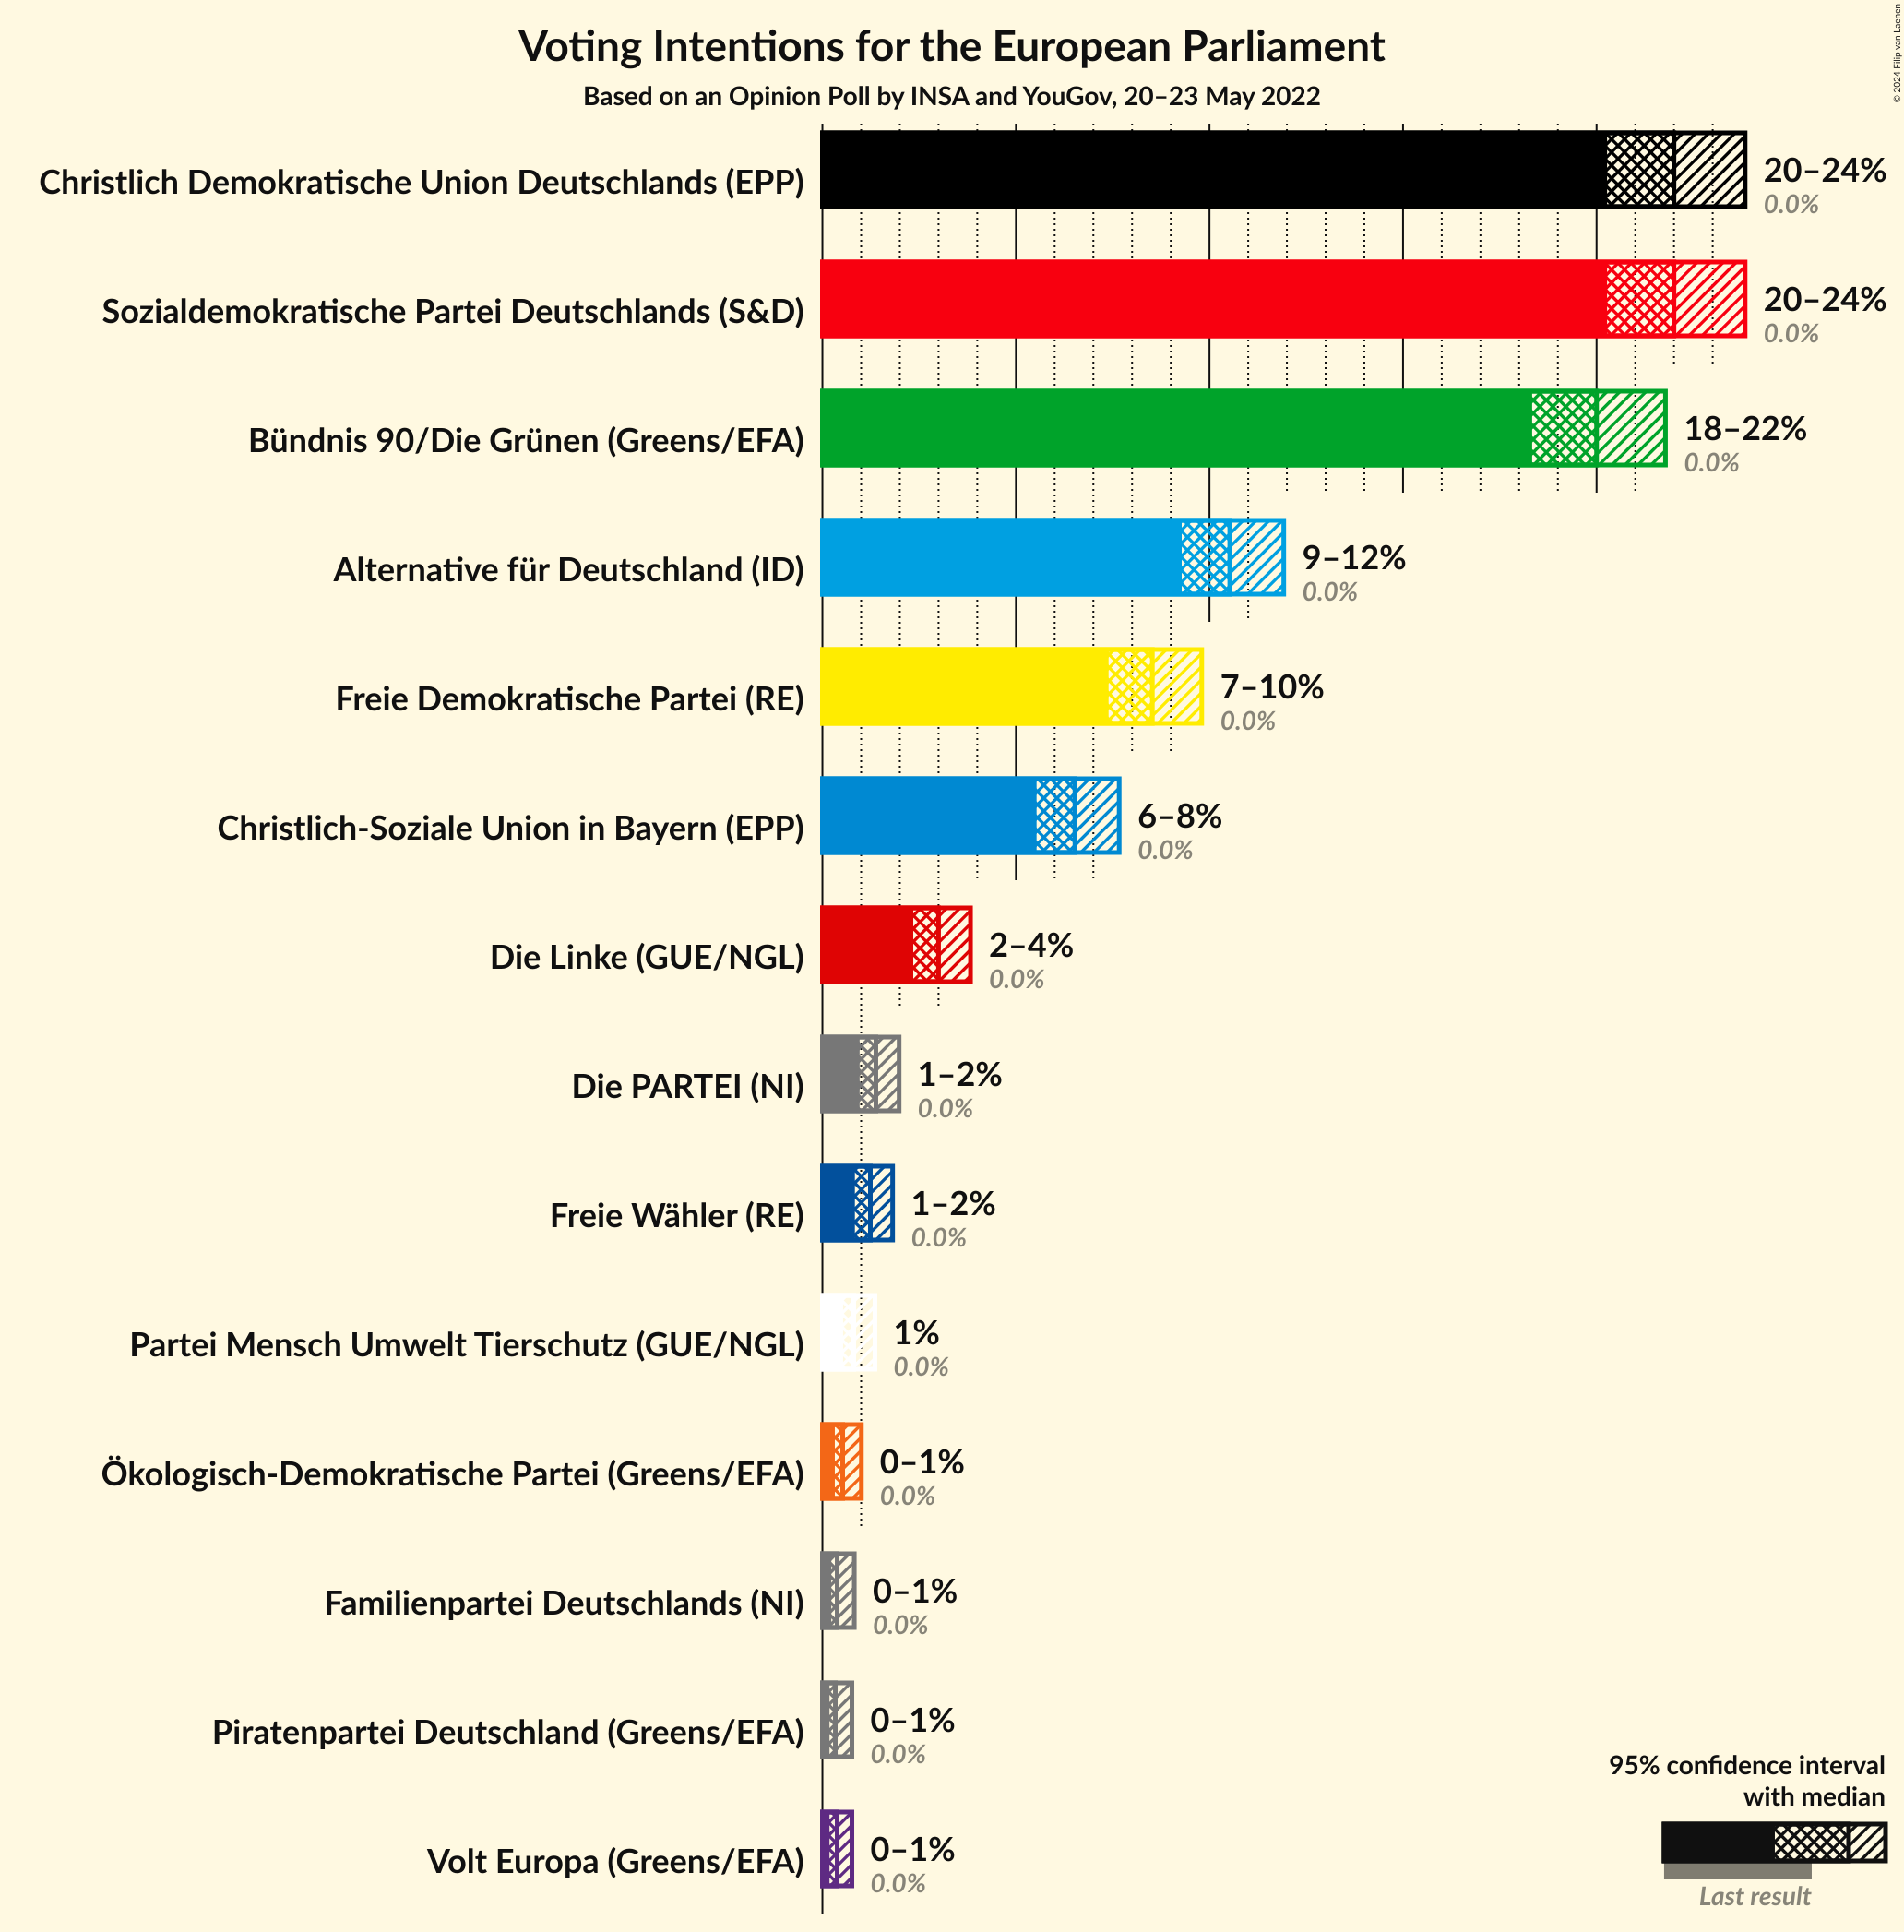 Voting Intentions for the European Parliament
Based on an Opinion Poll by INSA and YouGov, 20–23 May 2022
© 2024 Filip van Laenen
Christlich Demokratische Union Deutschlands (EPP)
20–24%
0.0%
Sozialdemokratische Partei Deutschlands (S&D)
20–24%
0.0%
Bündnis 90/Die Grünen (Greens/EFA)
18–22%
0.0%
Alternative für Deutschland (ID)
9–12%
0.0%
Freie Demokratische Partei (RE)
7–10%
0.0%
Christlich-Soziale Union in Bayern (EPP)
6–8%
0.0%
Die Linke (GUE/NGL)
2–4%
0.0%
Die PARTEI (NI)
1–2%
0.0%
Freie Wähler (RE)
1–2%
0.0%
Partei Mensch Umwelt Tierschutz (GUE/NGL)
1%
0.0%
Ökologisch-Demokratische Partei (Greens/EFA)
0–1%
0.0%
Familienpartei Deutschlands (NI)
0–1%
0.0%
Piratenpartei Deutschland (Greens/EFA)
0–1%
0.0%
Volt Europa (Greens/EFA)
0–1%
0.0%
95% confidence interval
with median
Last result